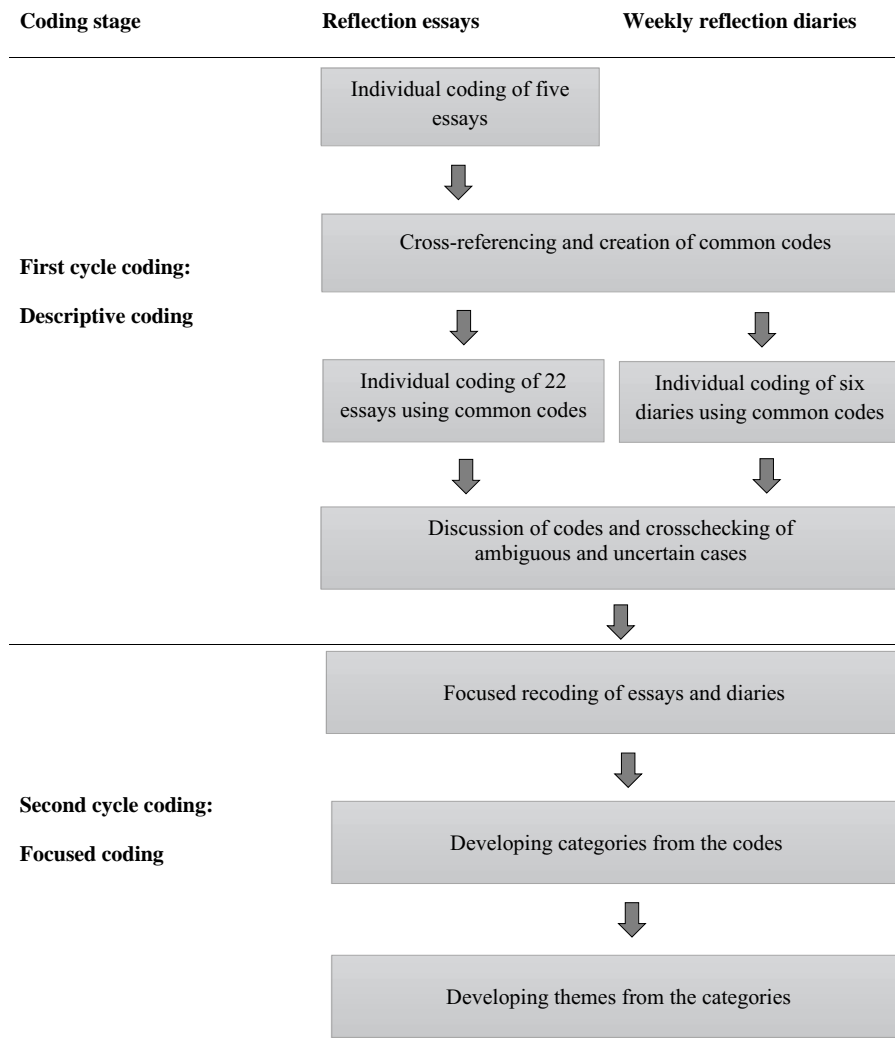 Coding stage Reflection essays Weekly reflection diaries
Individual coding of five
essays
Cross-referencing and creation of common codes
First cycle coding:
Descriptive coding
Individual coding of 22
essays using common codes
Individual coding of six
diaries using common codes
Discussion of codes and crosschecking of
ambiguous and uncertain cases
Focused recoding of essays and diaries
Second cycle coding:
Focused coding
Developing categories from the codes
Developing themes from the categories